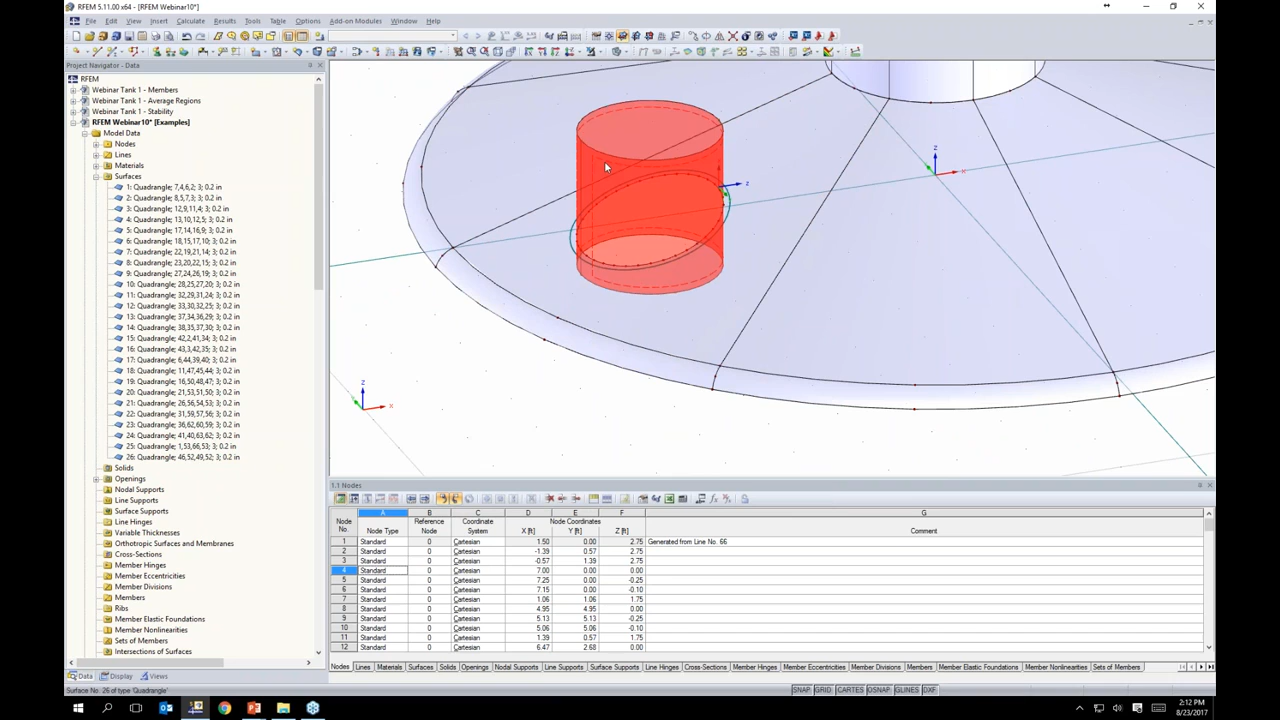 RFEM 5.11.00 x64 - [RFEM Webinar10*]
File Edit View Insert Calculate Results Tools Table Options Add-on Modules Window Help
Project Navigator - Data
RFEM
Webinar Tank 1 - Members
Webinar Tank 1 - Average Regions
Webinar Tank 1 - Stability
RFEM Webinar10* [Examples]
Model Data
Nodes
Lines
Materials
Surfaces
1: Quadrangle; 7,4,6,2; 3; 0.2 in
2: Quadrangle; 8,5,7,3; 3; 0.2 in
3: Quadrangle; 12,9,11,4; 3; 0.2 in
4: Quadrangle; 13,10,12,5; 3; 0.2 in
5: Quadrangle; 17,14,16,9; 3; 0.2 in
6: Quadrangle; 18,15,17,10; 3; 0.2 in
7: Quadrangle; 22,19,21,14; 3; 0.2 in
8: Quadrangle; 23,20,22,15; 3; 0.2 in
9: Quadrangle; 27,24,26,19; 3; 0.2 in
10: Quadrangle; 28,25,27,20; 3; 0.2 in
11: Quadrangle; 32,29,31,24; 3; 0.2 in
12: Quadrangle; 33,30,32,25; 3; 0.2 in
13: Quadrangle; 37,34,36,29; 3; 0.2 in
14: Quadrangle; 38,35,37,30; 3; 0.2 in
15: Quadrangle; 42,2,41,34; 3; 0.2 in
16: Quadrangle; 43,3,42,35; 3; 0.2 in
17: Quadrangle; 6,44,39,40; 3; 0.2 in
18: Quadrangle; 11,47,45,44; 3; 0.2 in
19: Quadrangle; 16,50,48,47; 3; 0.2 in
20: Quadrangle; 21,53,51,50; 3; 0.2 in
21: Quadrangle; 26,56,54,53; 3; 0.2 in
22: Quadrangle; 31,59,57,56; 3; 0.2 in
23: Quadrangle; 36,62,60,59; 3; 0.2 in
24: Quadrangle; 41,40,63,62; 3; 0.2 in
25: Quadrangle; 1,53,66,53; 3; 0.2 in
26: Quadrangle; 46,52,49,52; 3; 0.2 in
Solids
Openings
Nodal Supports
Line Supports
Surface Supports
Line Hinges
Variable Thicknesses
Orthotropic Surfaces and Membranes
Cross-Sections
Member Hinges
Member Eccentricities
Member Divisions
Members
Ribs
Member Elastic Foundations
Member Nonlinearities
Sets of Members
Intersections of Surfaces
Data Display Views
z
z
x
z
x
1.1 Nodes
A B C D E F G
Node Reference Coordinate Node Coordinates
No. Node Type Node System X [ft] Y [ft] Z [ft] Comment
1 Standard 0 Cartesian 1.50 0.00 2.75 Generated from Line No. 66
2 Standard 0 Cartesian -1.39 0.57 2.75
3 Standard 0 Cartesian -0.57 1.39 2.75
4 Standard 0 Cartesian 7.00 0.00 0.00
5 Standard 0 Cartesian 7.25 0.00 -0.25
6 Standard 0 Cartesian 7.15 0.00 -0.10
7 Standard 0 Cartesian 1.06 1.06 1.75
8 Standard 0 Cartesian 4.95 4.95 0.00
9 Standard 0 Cartesian 5.13 5.13 -0.25
10 Standard 0 Cartesian 5.06 5.06 -0.10
11 Standard 0 Cartesian 1.39 0.57 1.75
12 Standard 0 Cartesian 6.47 2.68 0.00
Nodes Lines Materials Surfaces Solids Openings Nodal Supports Line Supports Surface Supports Line Hinges Cross-Sections Member Hinges Member Eccentricities Member Divisions Members Member Elastic Foundations Member Nonlinearities Sets of Members
Surface No. 26 of type 'Quadrangle'
SNAP GRID CARTES OSNAP GLINES DXF
2:12 PM
8/23/2017